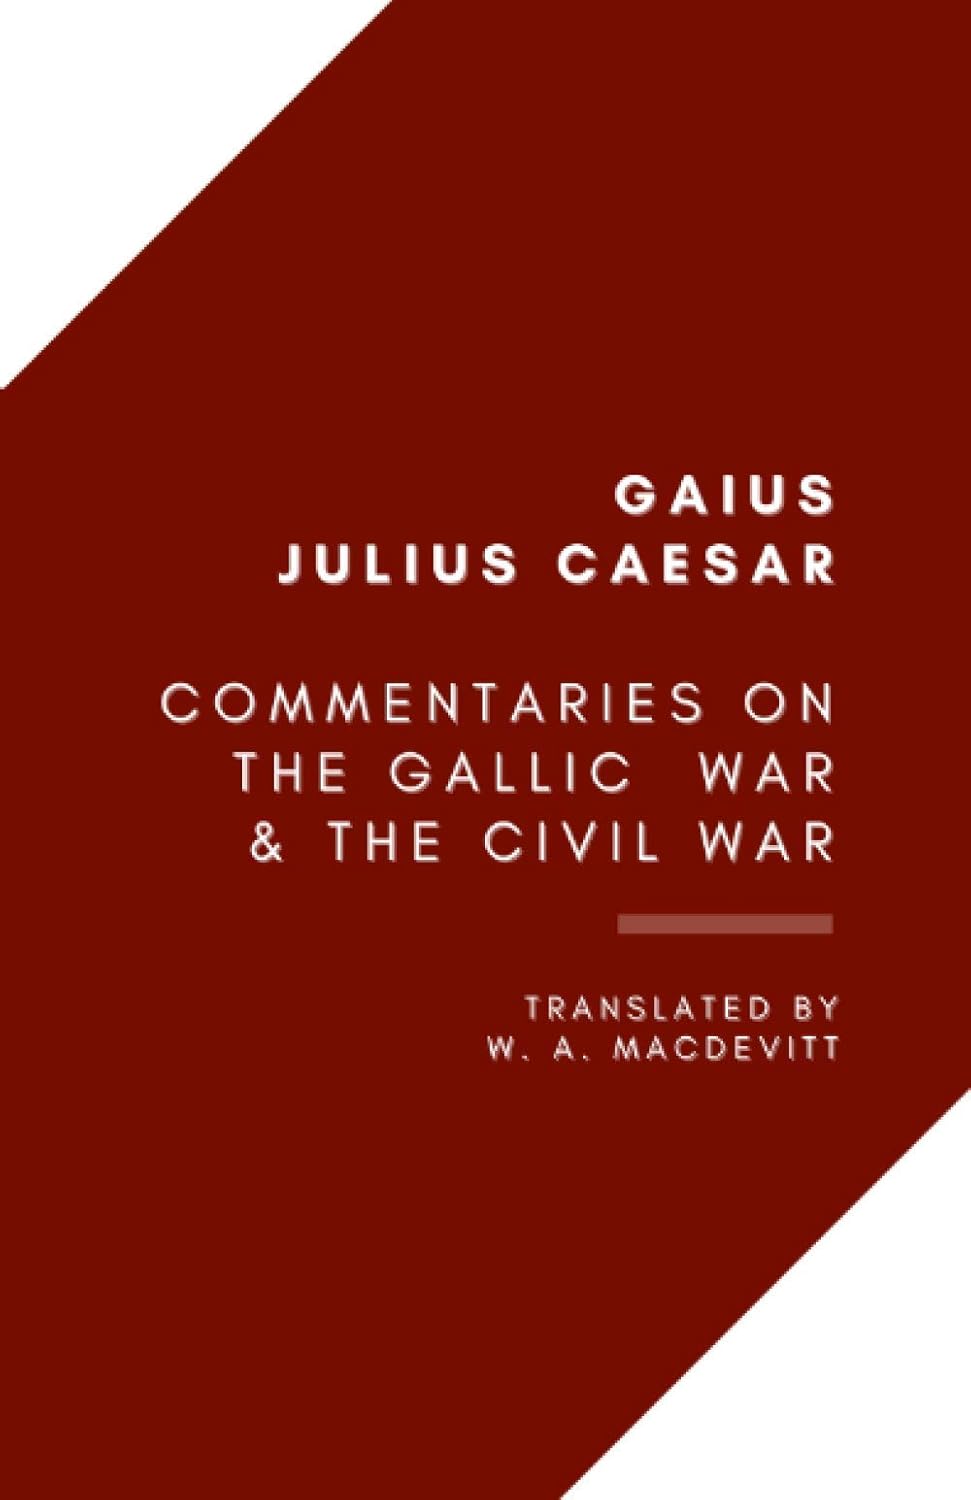 GAIUS
JULIUS CAESAR
COMMENTARIES ON
THE GALLIC WAR
& THE CIVIL WAR
TRANSLATED BY
W. A. MACDEVITT